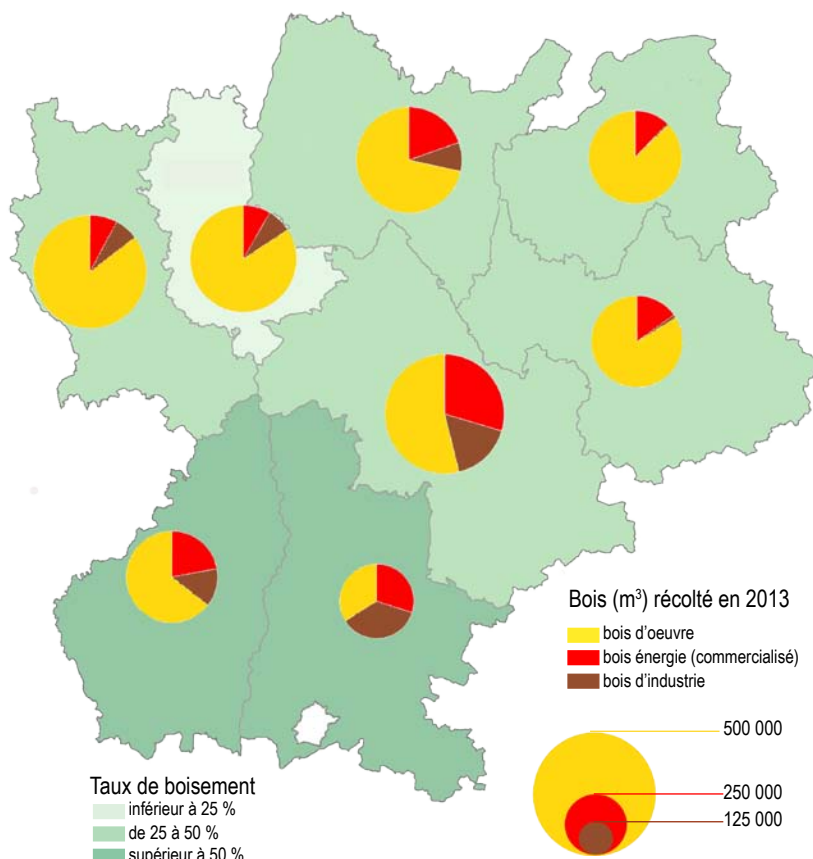 Bois (m³) récolté en 2013
bois d'oeuvre
bois énergie (commercialisé)
bois d'industrie
500 000
250 000
125 000
Taux de boisement
inférieur à 25 %
de 25 à 50 %
supérieur à 50 %